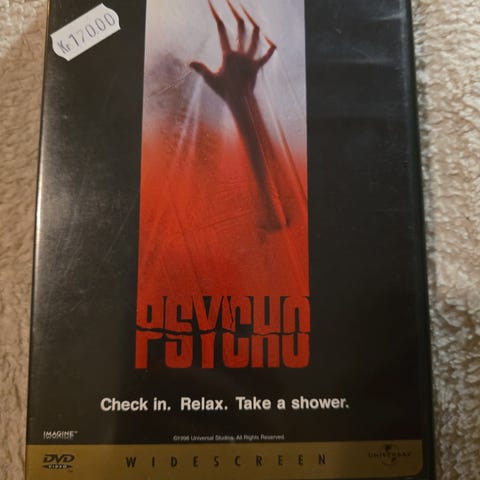 Kr 170.00
PSYCHO
Check in. Relax. Take a shower.
IMAGINE
©1998 Universal Studios. All Rights Reserved.
DVD
VIDEO
WIDESCREEN
UNIVERSAL